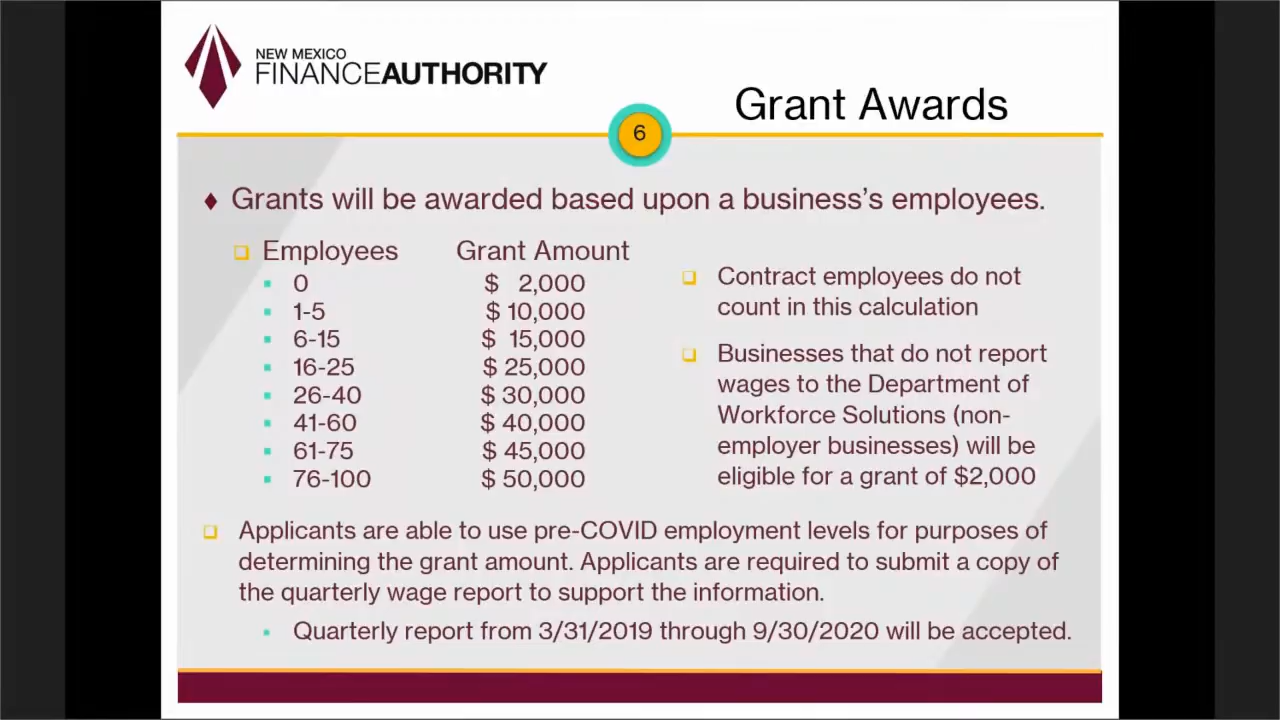 NEW MEXICO
FINANCEAUTHORITY
Grant Awards
6
Grants will be awarded based upon a business’s employees.
Employees Grant Amount
0 $ 2,000
1-5 $ 10,000
6-15 $ 15,000
16-25 $ 25,000
26-40 $ 30,000
41-60 $ 40,000
61-75 $ 45,000
76-100 $ 50,000
Contract employees do not
count in this calculation
Businesses that do not report
wages to the Department of
Workforce Solutions (non-
employer businesses) will be
eligible for a grant of $2,000
Applicants are able to use pre-COVID employment levels for purposes of
determining the grant amount. Applicants are required to submit a copy of
the quarterly wage report to support the information.
Quarterly report from 3/31/2019 through 9/30/2020 will be accepted.